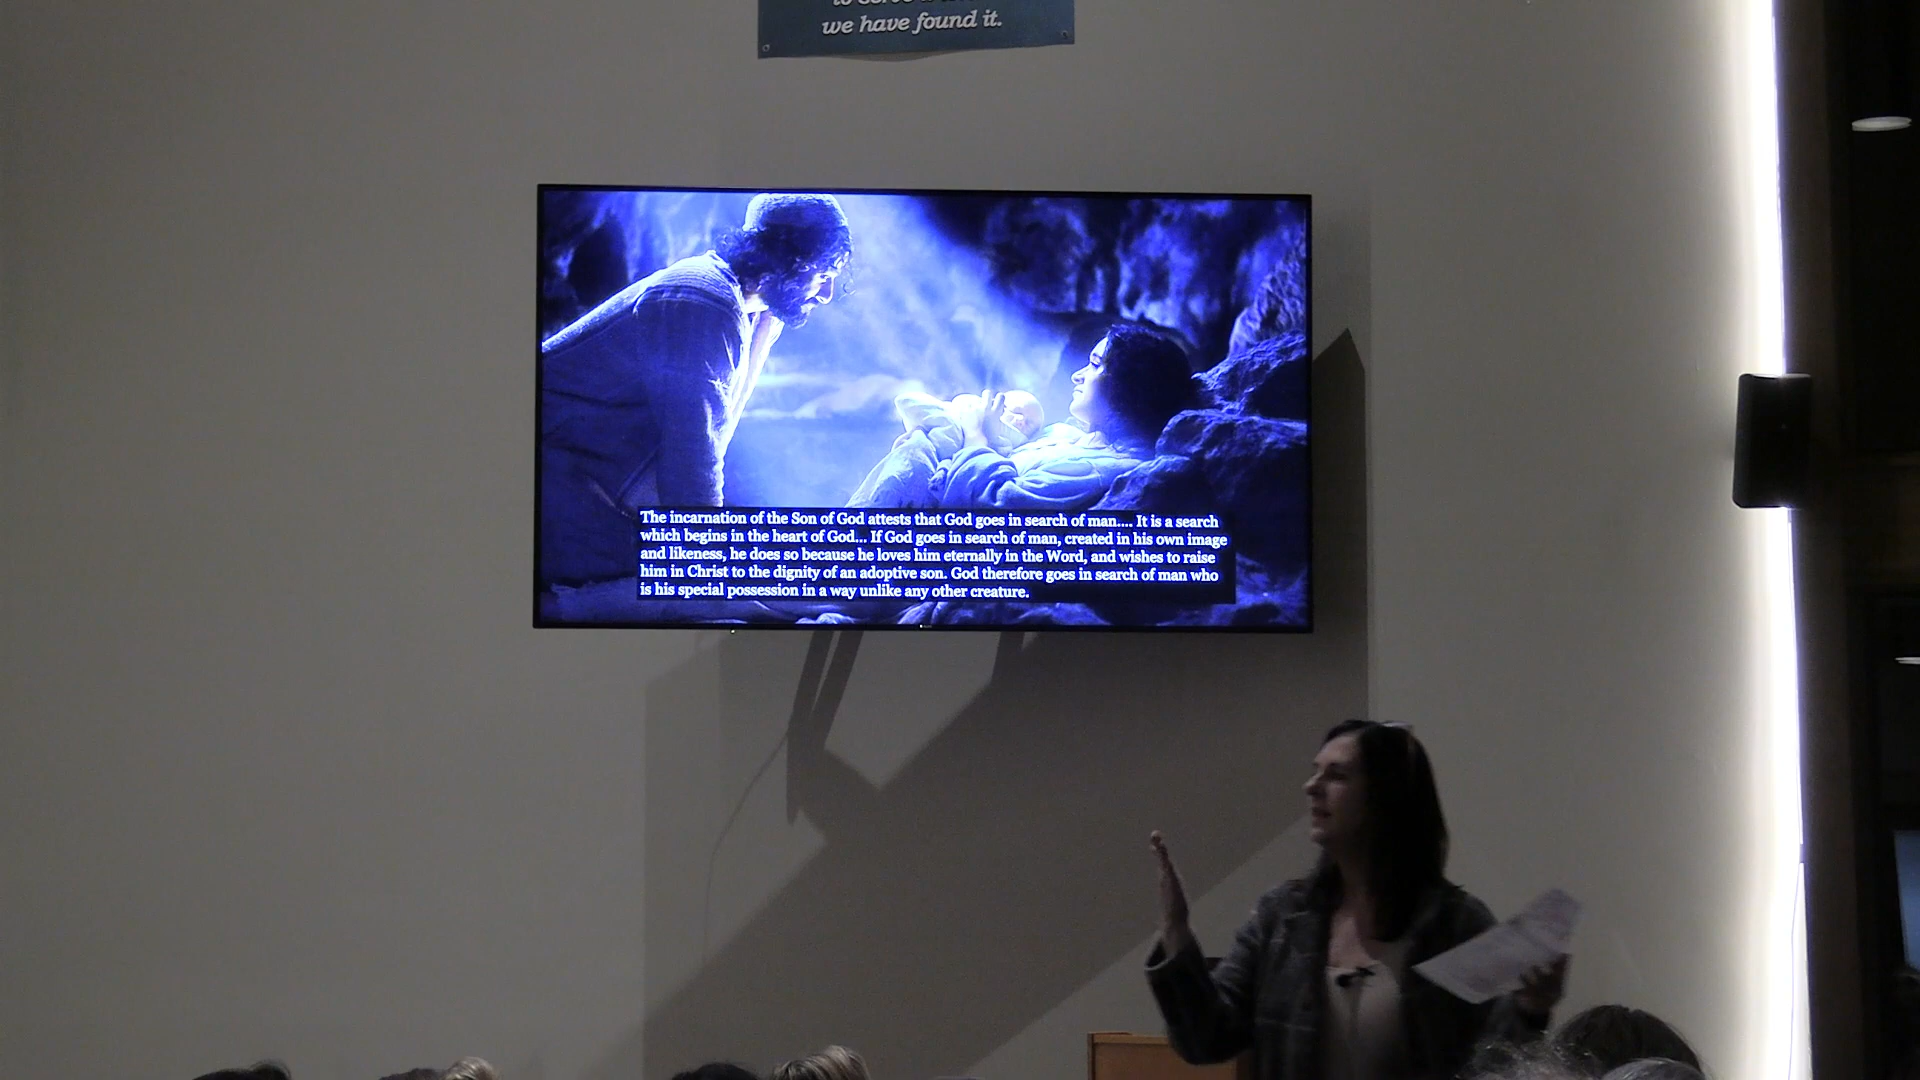 we have found it.
The incarnation of the Son of God attests that God goes in search of man.... It is a search
which begins in the heart of God... If God goes in search of man, created in his own image
and likeness, he does so because he loves him eternally in the Word, and wishes to raise
him in Christ to the dignity of an adoptive son. God therefore goes in search of man who
is his special possession in a way unlike any other creature.